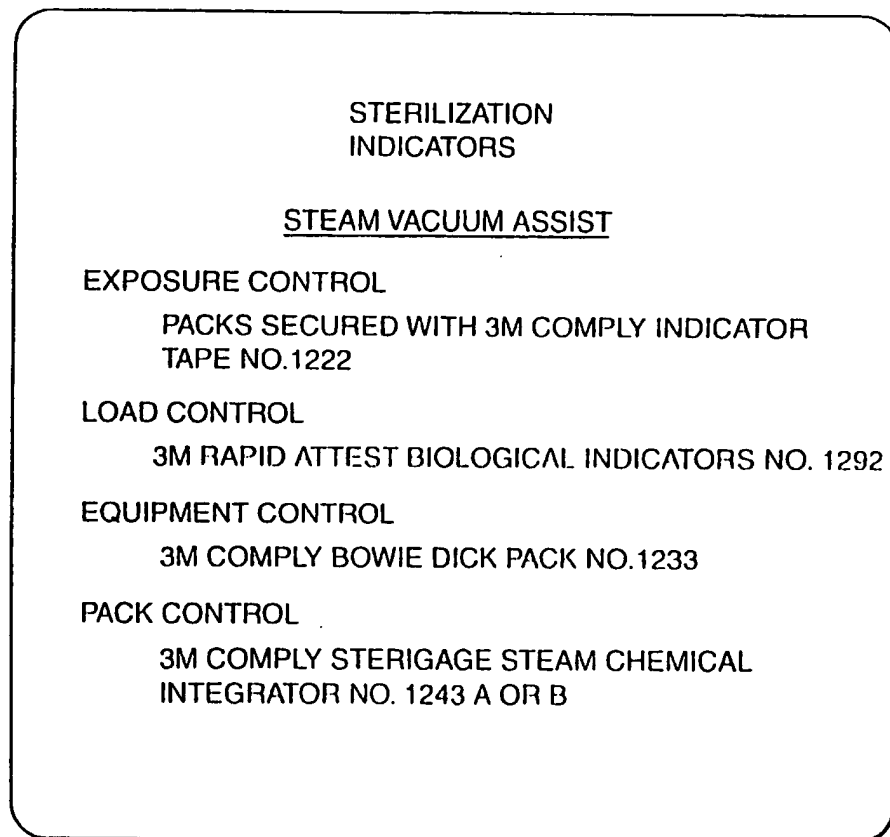 STERILIZATION
INDICATORS
STEAM VACUUM ASSIST
EXPOSURE CONTROL
PACKS SECURED WITH 3M COMPLY INDICATOR
TAPE NO.1222
LOAD CONTROL
3M RAPID ATTEST BIOLOGICAL INDICATORS NO. 1292
EQUIPMENT CONTROL
3M COMPLY BOWIE DICK PACK NO.1233
PACK CONTROL
3M COMPLY STERIGAGE STEAM CHEMICAL
INTEGRATOR NO. 1243 A OR B